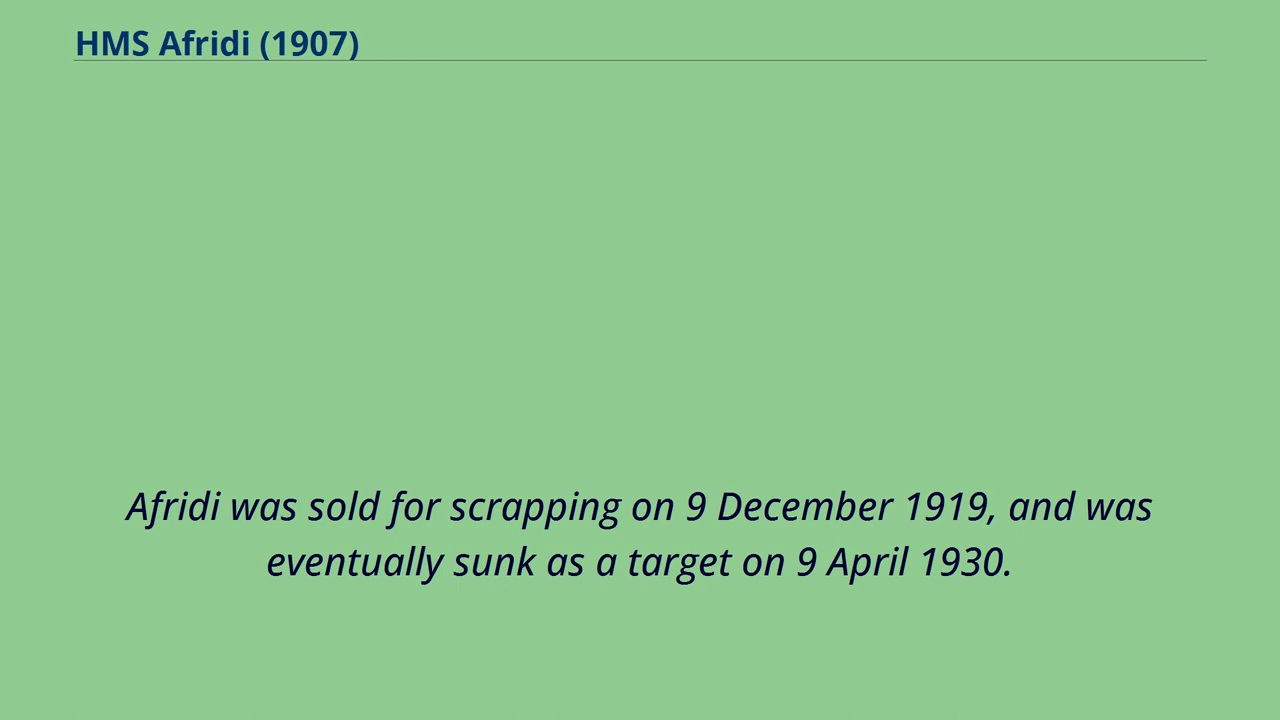 HMS Afridi (1907)
Afridi was sold for scrapping on 9 December 1919, and was
eventually sunk as a target on 9 April 1930.